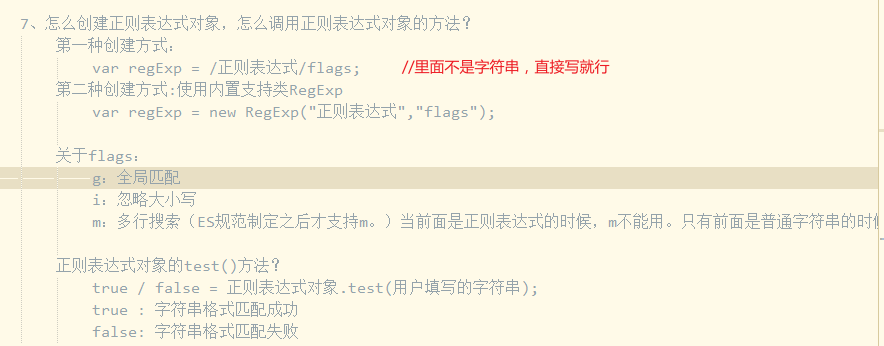 7、怎么创建正则表达式对象，怎么调用正则表达式对象的方法？
第一种创建方式：
var regExp = /正则表达式/flags; //里面不是字符串，直接写就行
第二种创建方式:使用内置支持类RegExp
var regExp = new RegExp("正则表达式","flags");
关于flags：
g：全局匹配
i：忽略大小写
m：多行搜索（ES规范制定之后才支持m。）当前面是正则表达式的时候，m不能用。只有前面是普通字符串的时候
正则表达式对象的test()方法？
true / false = 正则表达式对象.test(用户填写的字符串);
true : 字符串格式匹配成功
false: 字符串格式匹配失败